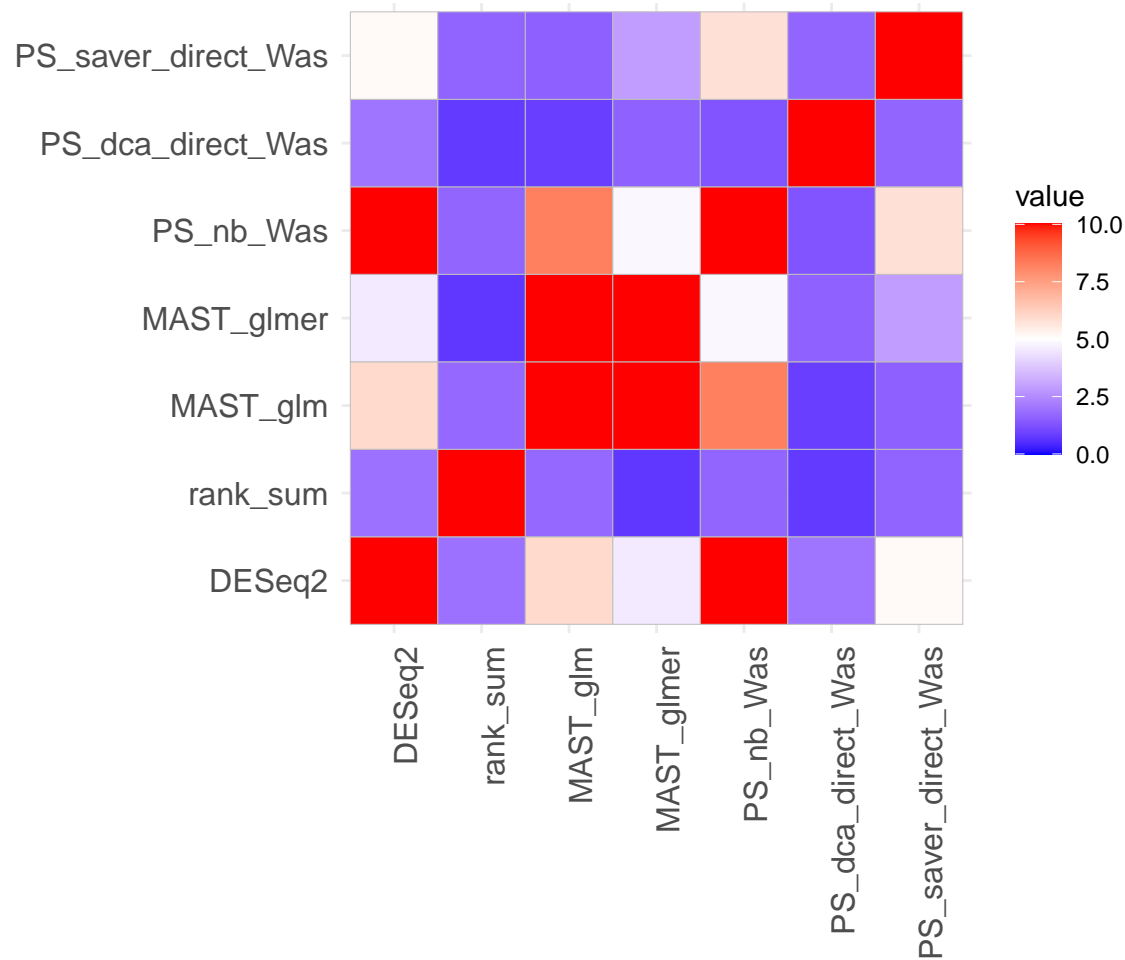 PS_saver_direct_Was
PS_dca_direct_Was
PS_nb_Was
MAST_glmer
MAST_glm
rank_sum
DESeq2
DESeq2
rank_sum
MAST_glm
MAST_glmer
PS_nb_Was
PS_dca_direct_Was
PS_saver_direct_Was
value
10.0
7.5
5.0
2.5
0.0